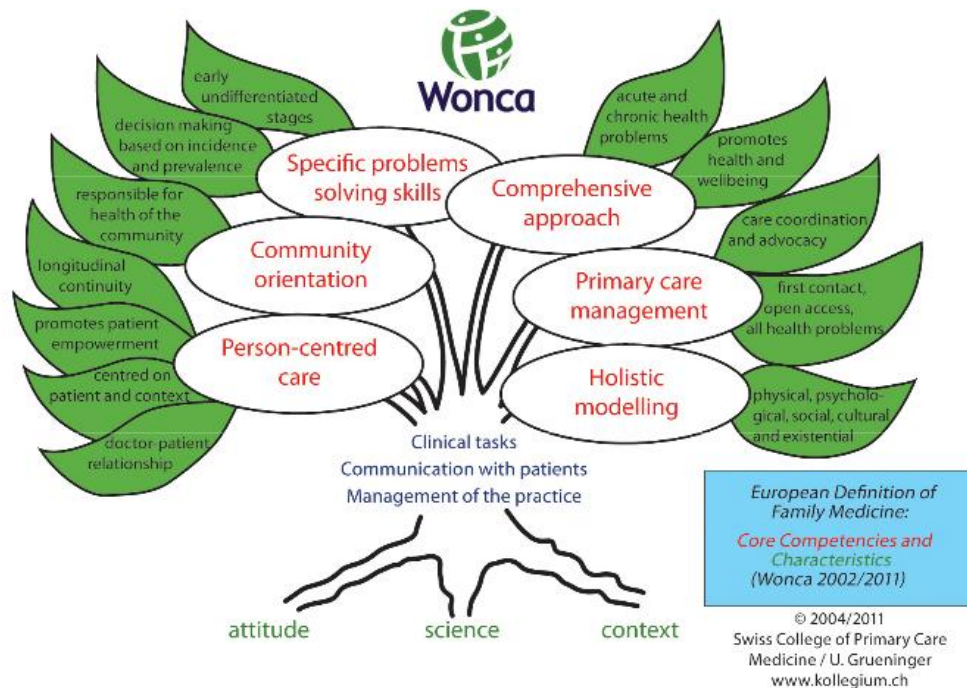 Wonca
early
undifferentiated
stages
decision making
based on incidence
and prevalence
responsible for
health of the
community
longitudinal
continuity
promotes patient
empowerment
centred on
patient and context
doctor-patient
relationship
Specific problems
solving skills
Community
orientation
Person-centred
care
Comprehensive
approach
Primary care
management
Holistic
modelling
acute and
chronic health
problems
promotes
health and
wellbeing
care coordination
and advocacy
first contact,
open access,
all health problems
physical, psycholo-
gical, social, cultural
and existential
Clinical tasks
Communication with patients
Management of the practice
attitude
science
context
European Definition of
Family Medicine:
Core Competencies and
Characteristics
(Wonca 2002/2011)
© 2004/2011
Swiss College of Primary Care
Medicine / U. Grueninger
www.kollegium.ch